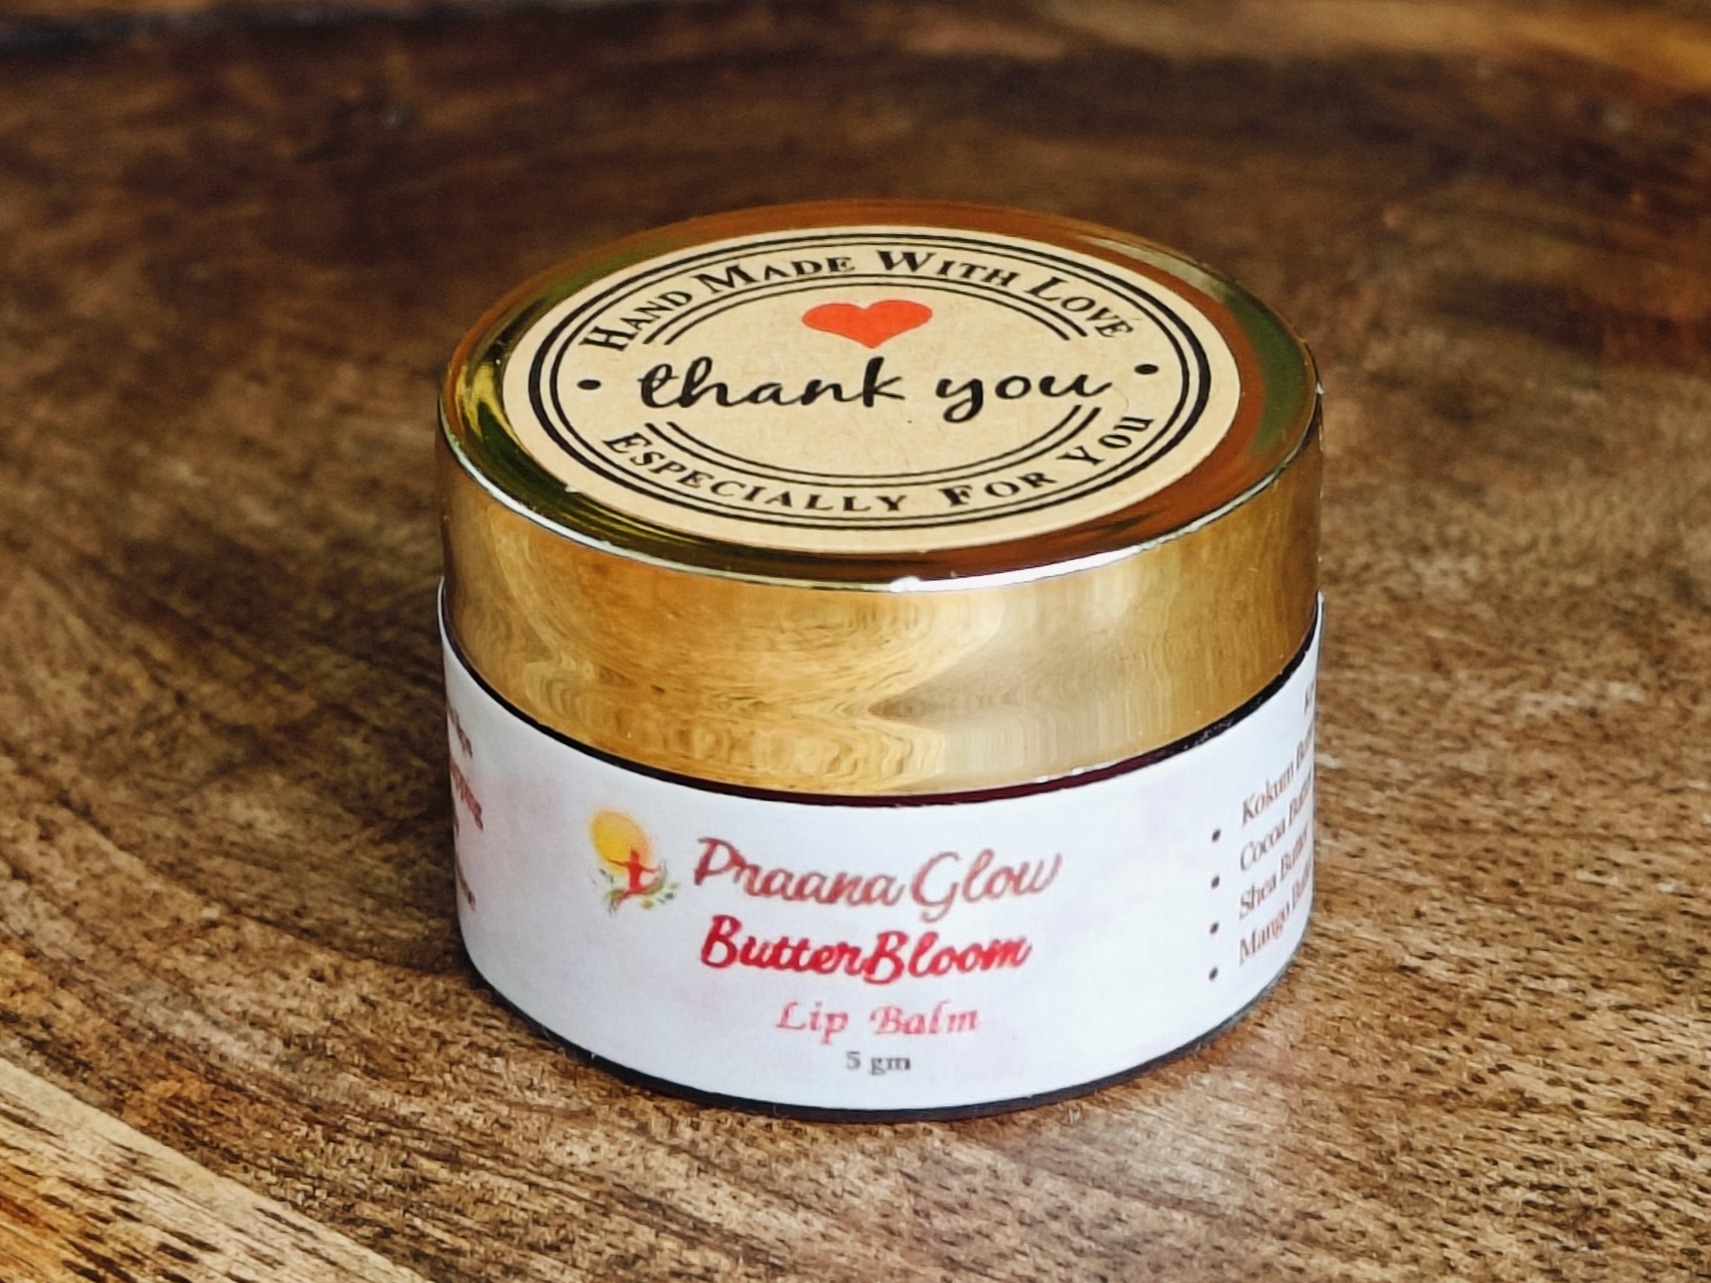 HAND MADE WITH LOVE
thank you
ESPECIALLY FOR YOU
Praana Glow
ButterBloom
Lip Balm
5 gm
• Kokum
• Cocoa
• Shea Butter
• Mango